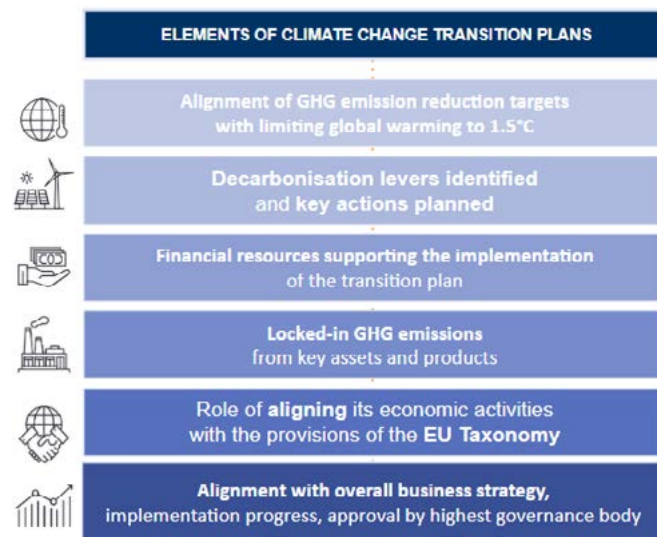 ELEMENTS OF CLIMATE CHANGE TRANSITION PLANS
Alignment of GHG emission reduction targets
with limiting global warming to 1.5°C
Decarbonisation levers identified
and key actions planned
Financial resources supporting the implementation
of the transition plan
Locked-in GHG emissions
from key assets and products
Role of aligning its economic activities
with the provisions of the EU Taxonomy
Alignment with overall business strategy,
implementation progress, approval by highest governance body